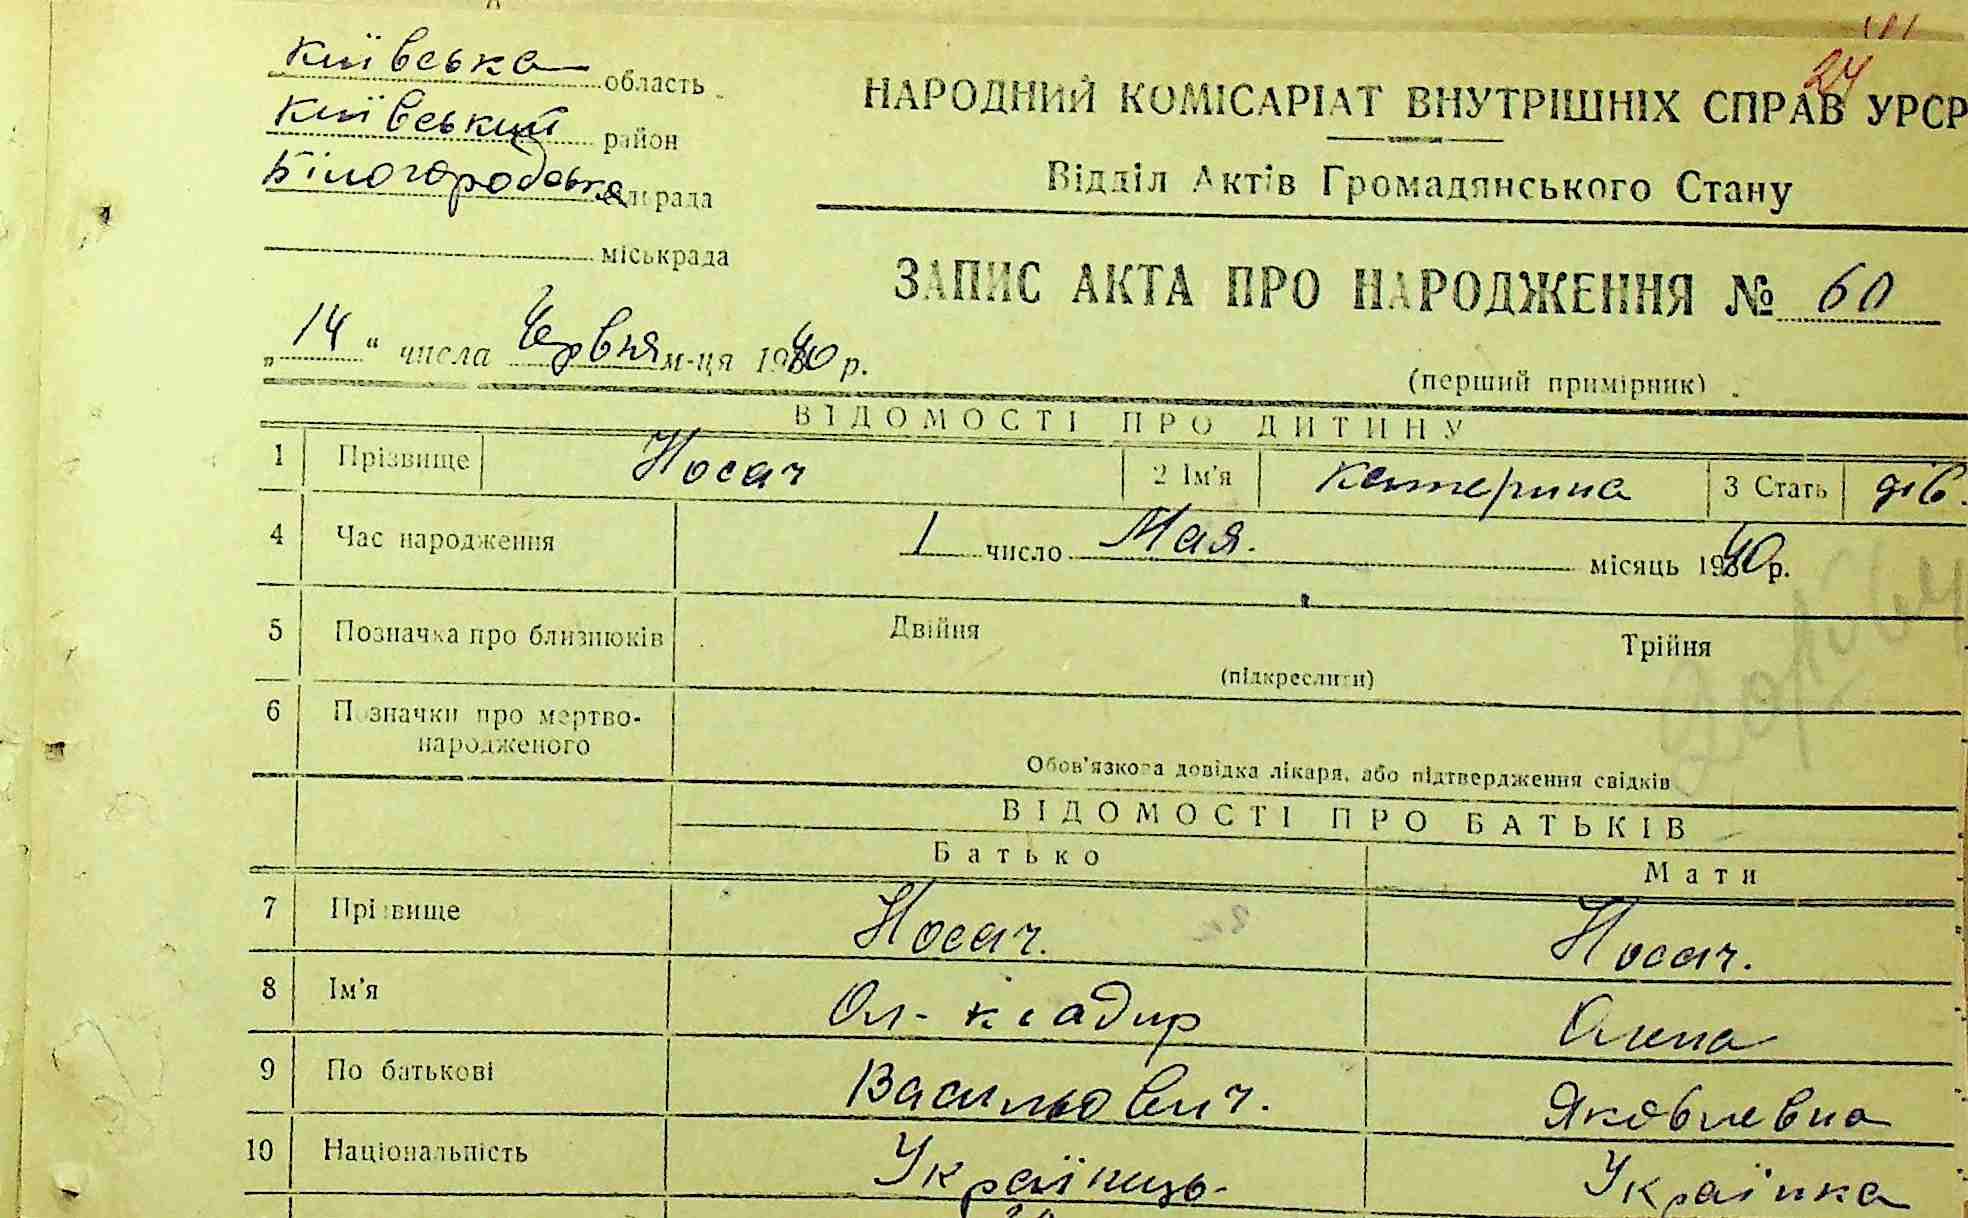 24
Київська область
Київський район
Білогородська сільрада
міськрада
НАРОДНИЙ КОМІСАРІАТ ВНУТРІШНІХ СПРАВ УРСР
Відділ Актів Громадянського Стану
ЗАПИС АКТА ПРО НАРОДЖЕННЯ № 60
„14“ числа Червня м-ця 1940 р.
(перший примірник)
ВІДОМОСТІ ПРО ДИТИНУ
1 Прізвище Носач 2 Ім'я Катерина 3 Стать дів.
4 Час народження 1 число Мая. місяць 1940 р.
5 Позначка про близнюків Двійня Трійня
(підкреслити)
6 Позначки про мертво-
народженого
Обов'язкова довідка лікаря, або підтвердження свідків
ВІДОМОСТІ ПРО БАТЬКІВ
Батько Мати
7 Прізвище Носач. Носач.
8 Ім'я Анна
9 По батькові Васильович. Яковлевна
10 Національність Українець. Українка